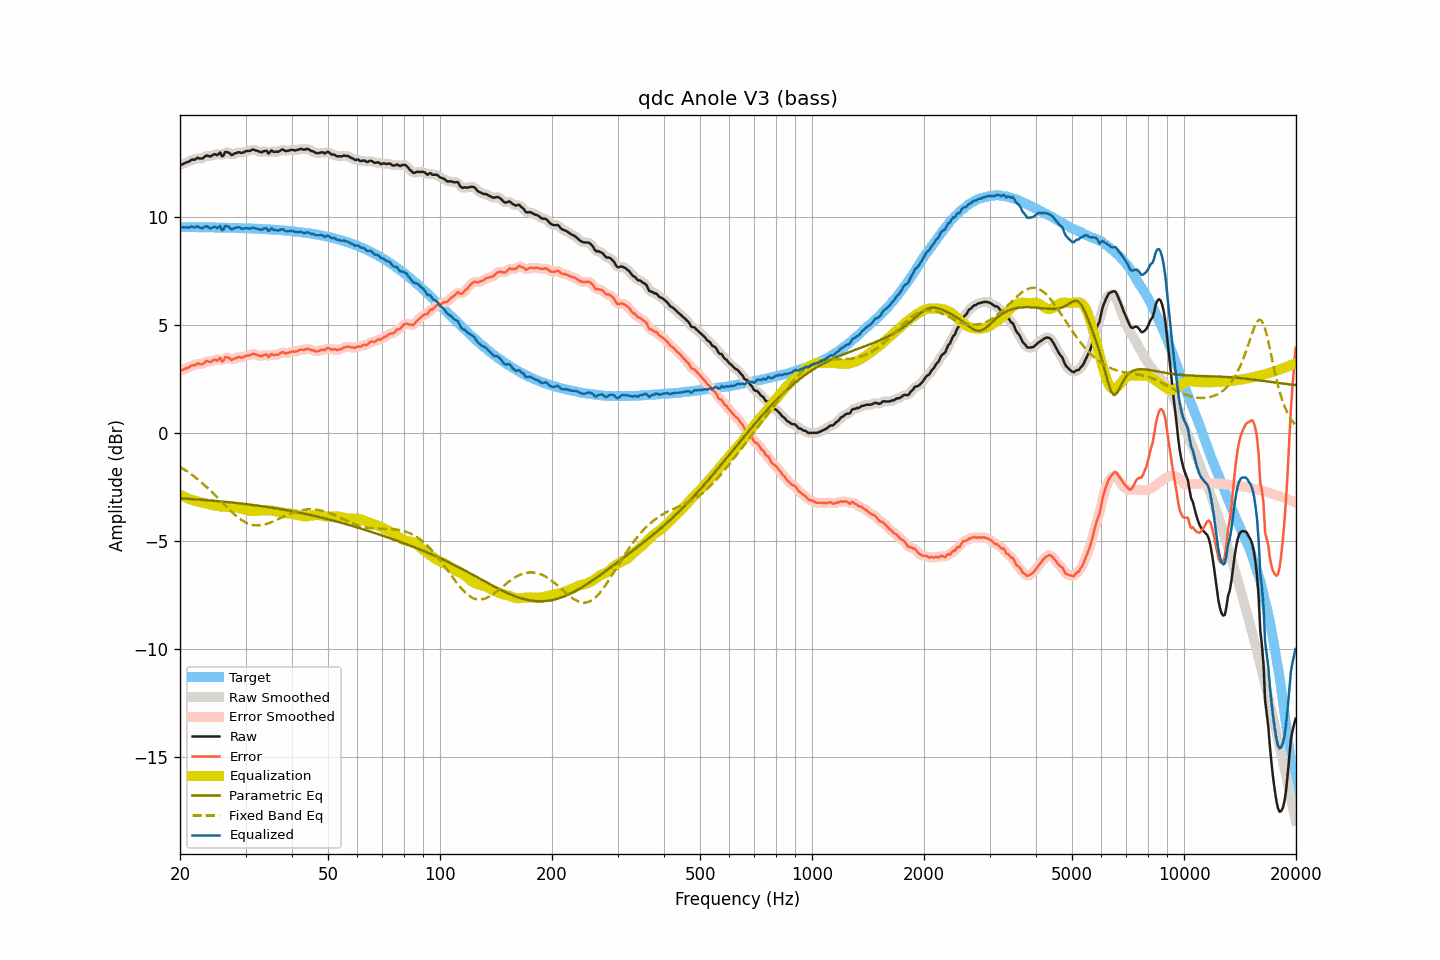 qdc Anole V3 (bass)
Amplitude (dBr)
10
5
0
−5
−10
−15
Target
Raw Smoothed
Error Smoothed
Raw
Error
Equalization
Parametric Eq
Fixed Band Eq
Equalized
20 50 100 200 500 1000 2000 5000 10000 20000
Frequency (Hz)